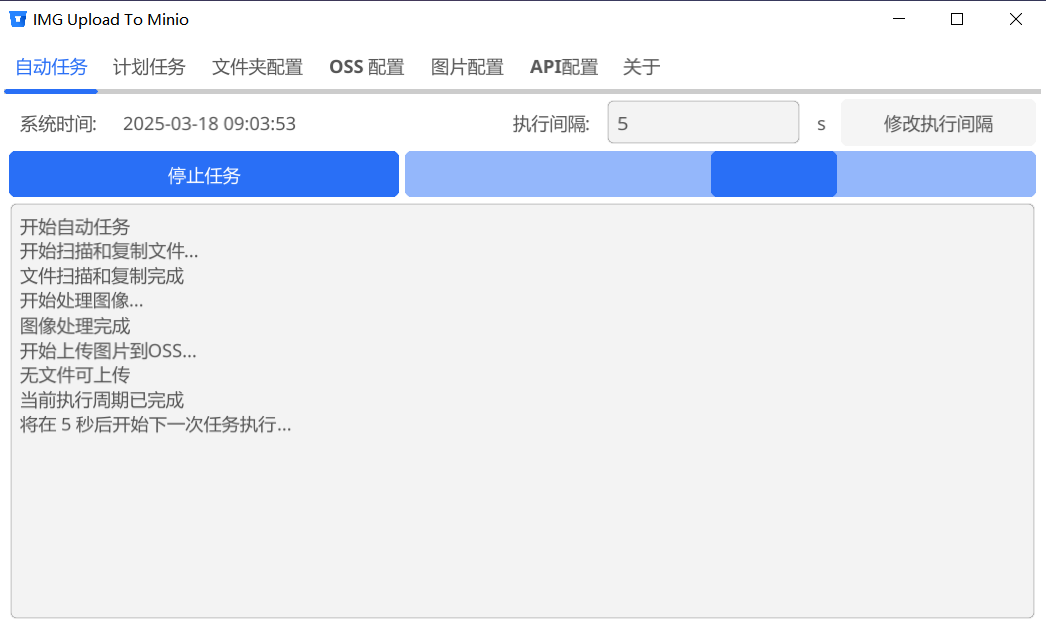 IMG Upload To Minio
自动任务 计划任务 文件夹配置 OSS 配置 图片配置 API配置 关于
系统时间: 2025-03-18 09:03:53 执行间隔: 5 s 修改执行间隔
停止任务
开始自动任务
开始扫描和复制文件...
文件扫描和复制完成
开始处理图像...
图像处理完成
开始上传图片到OSS...
无文件可上传
当前执行周期已完成
将在 5 秒后开始下一次任务执行...